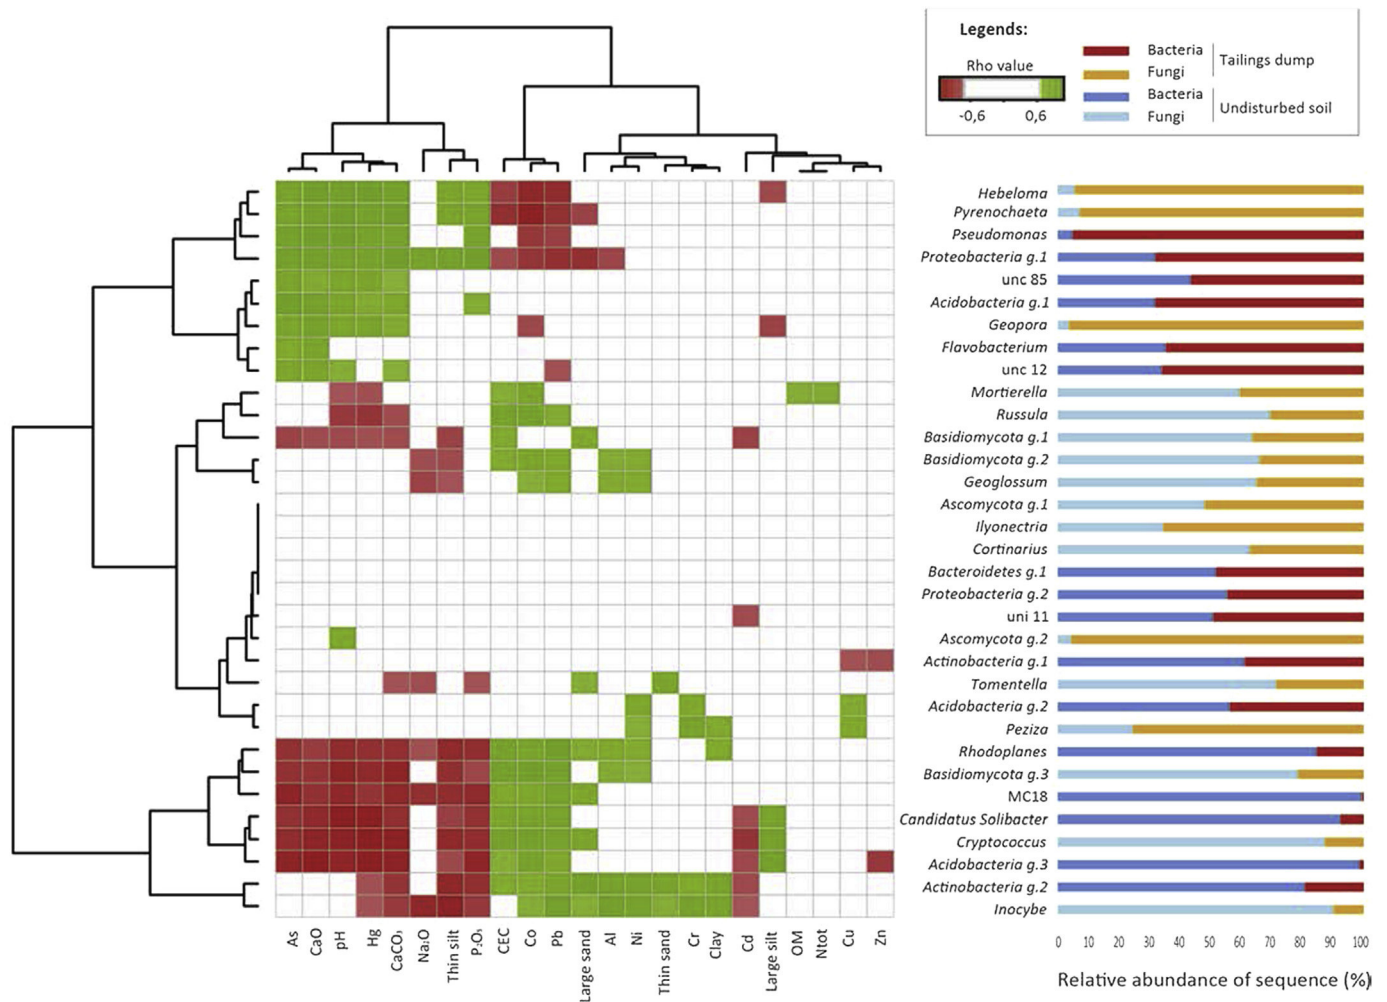 Legends:
Rho value
-0,6 0,6
Bacteria
Fungi
Tailings dump
Bacteria
Fungi
Undisturbed soil
Hebeloma
Pyrenochaeta
Pseudomonas
Proteobacteria g.1
unc 85
Acidobacteria g.1
Geopora
Flavobacterium
unc 12
Mortierella
Russula
Basidiomycota g.1
Basidiomycota g.2
Geoglossum
Ascomycota g.1
Ilyonectria
Cortinarius
Bacteroidetes g.1
Proteobacteria g.2
uni 11
Ascomycota g.2
Actinobacteria g.1
Tomentella
Acidobacteria g.2
Peziza
Rhodoplanes
Basidiomycota g.3
MC18
Candidatus Solibacter
Cryptococcus
Acidobacteria g.3
Actinobacteria g.2
Inocybe
As
CaO
pH
Hg
CaCO₃
Na₂O
Thin silt
P₂O₅
CEC
Co
Pb
Large sand
Al
Ni
Thin sand
Cr
Clay
Cd
Large silt
OM
Ntot
Cu
Zn
0 10 20 30 40 50 60 70 80 90 100
Relative abundance of sequence (%)